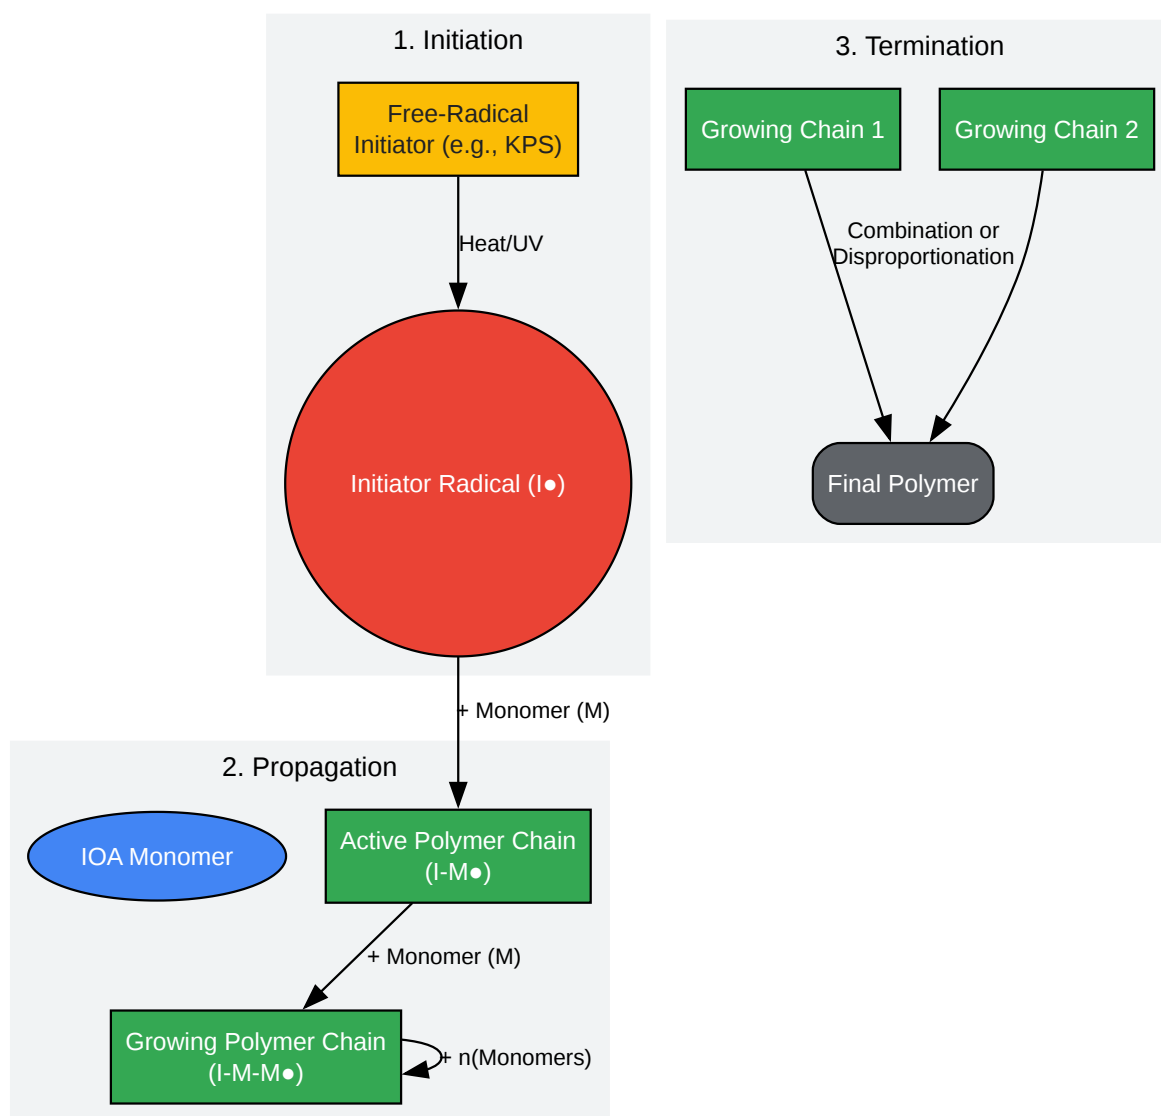 1. Initiation
Free-Radical
Initiator (e.g., KPS)
Heat/UV
Initiator Radical (I●)
+ Monomer (M)
2. Propagation
IOA Monomer
Active Polymer Chain
(I-M●)
+ Monomer (M)
Growing Polymer Chain
(I-M-M●)
+ n(Monomers)
3. Termination
Growing Chain 1
Growing Chain 2
Combination or
Disproportionation
Final Polymer